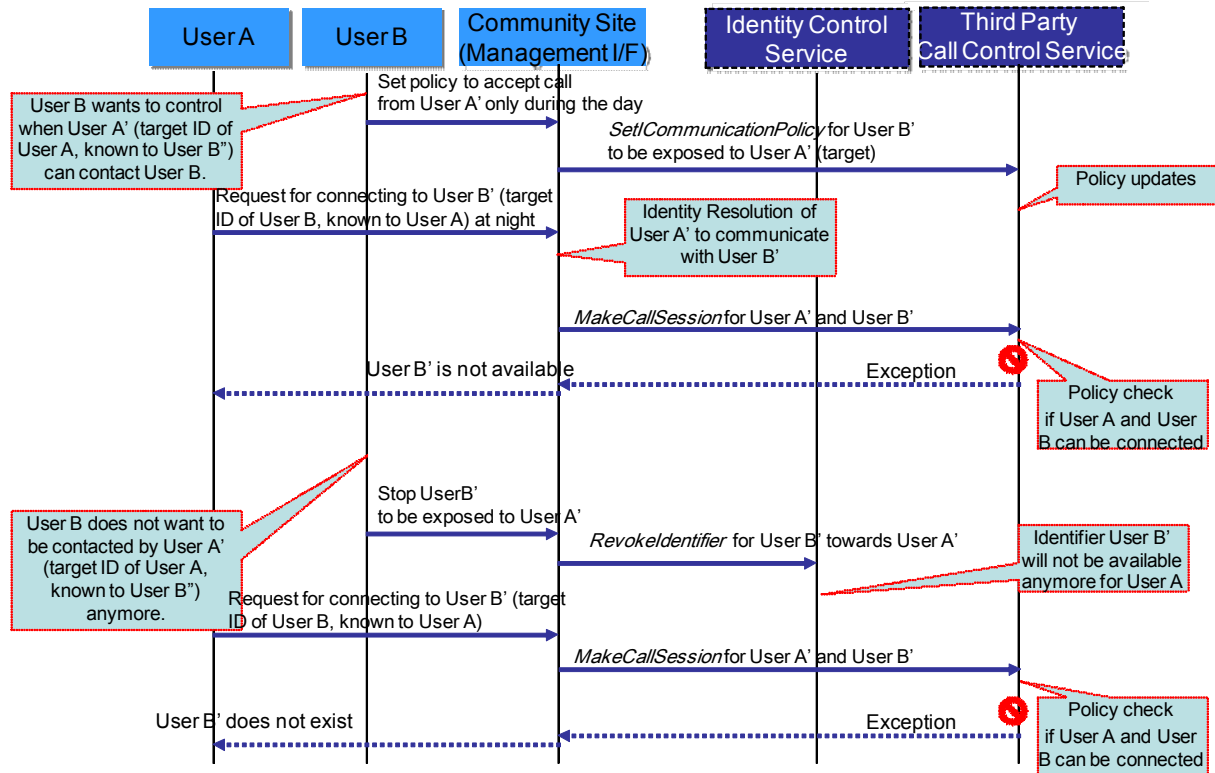 User A
User B
Community Site
(Management I/F)
Identity Control
Service
Third Party
Call Control Service
Set policy to accept call
from User A' only during the day
User B wants to control
when User A' (target ID of
User A, known to User B")
can contact User B.
SetICommunicationPolicy for User B'
to be exposed to User A' (target)
Policy updates
Request for connecting to User B' (target
ID of User B, known to User A) at night
Identity Resolution of
User A' to communicate
with User B'
MakeCallSession for User A' and User B'
User B' is not available
Exception
Policy check
if User A and User
B can be connected
Stop UserB'
to be exposed to User A'
User B does not want to
be contacted by User A'
(target ID of User A,
known to User B")
anymore.
RevokeIdentifier for User B' towards User A'
Identifier User B'
will not be available
anymore for User A
Request for connecting to User B' (target
ID of User B, known to User A)
MakeCallSession for User A' and User B'
User B' does not exist
Exception
Policy check
if User A and User
B can be connected